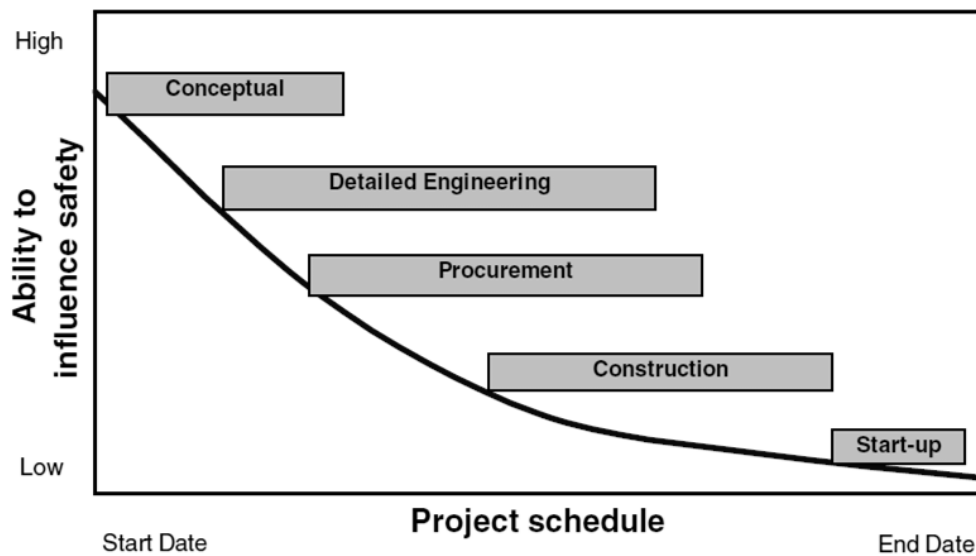 High
Conceptual
Detailed Engineering
Procurement
Construction
Start-up
Low
Ability to
influence safety
Project schedule
Start Date
End Date